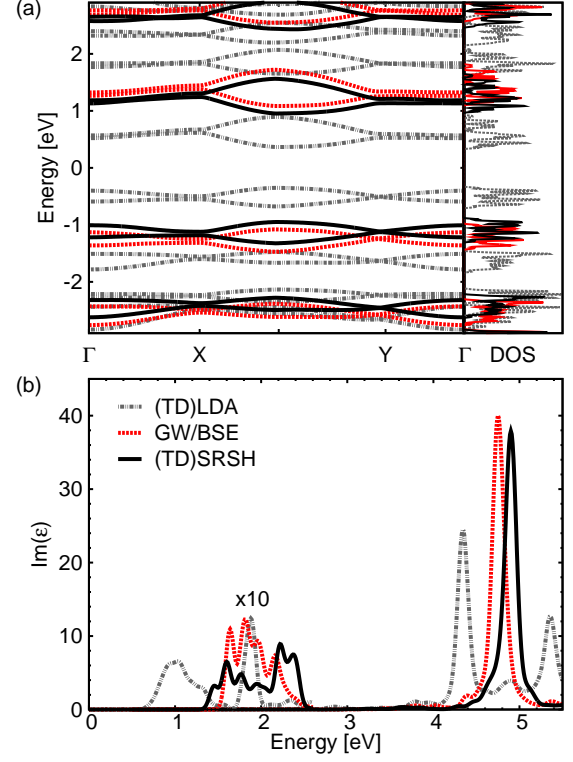 (a)
Energy [eV]
2
1
0
-1
-2
Γ X Y Γ DOS
(b)
Im(ε)
40
30
20
10
0
(TD)LDA
GW/BSE
(TD)SRSH
x10
0 1 2 3 4 5
Energy [eV]